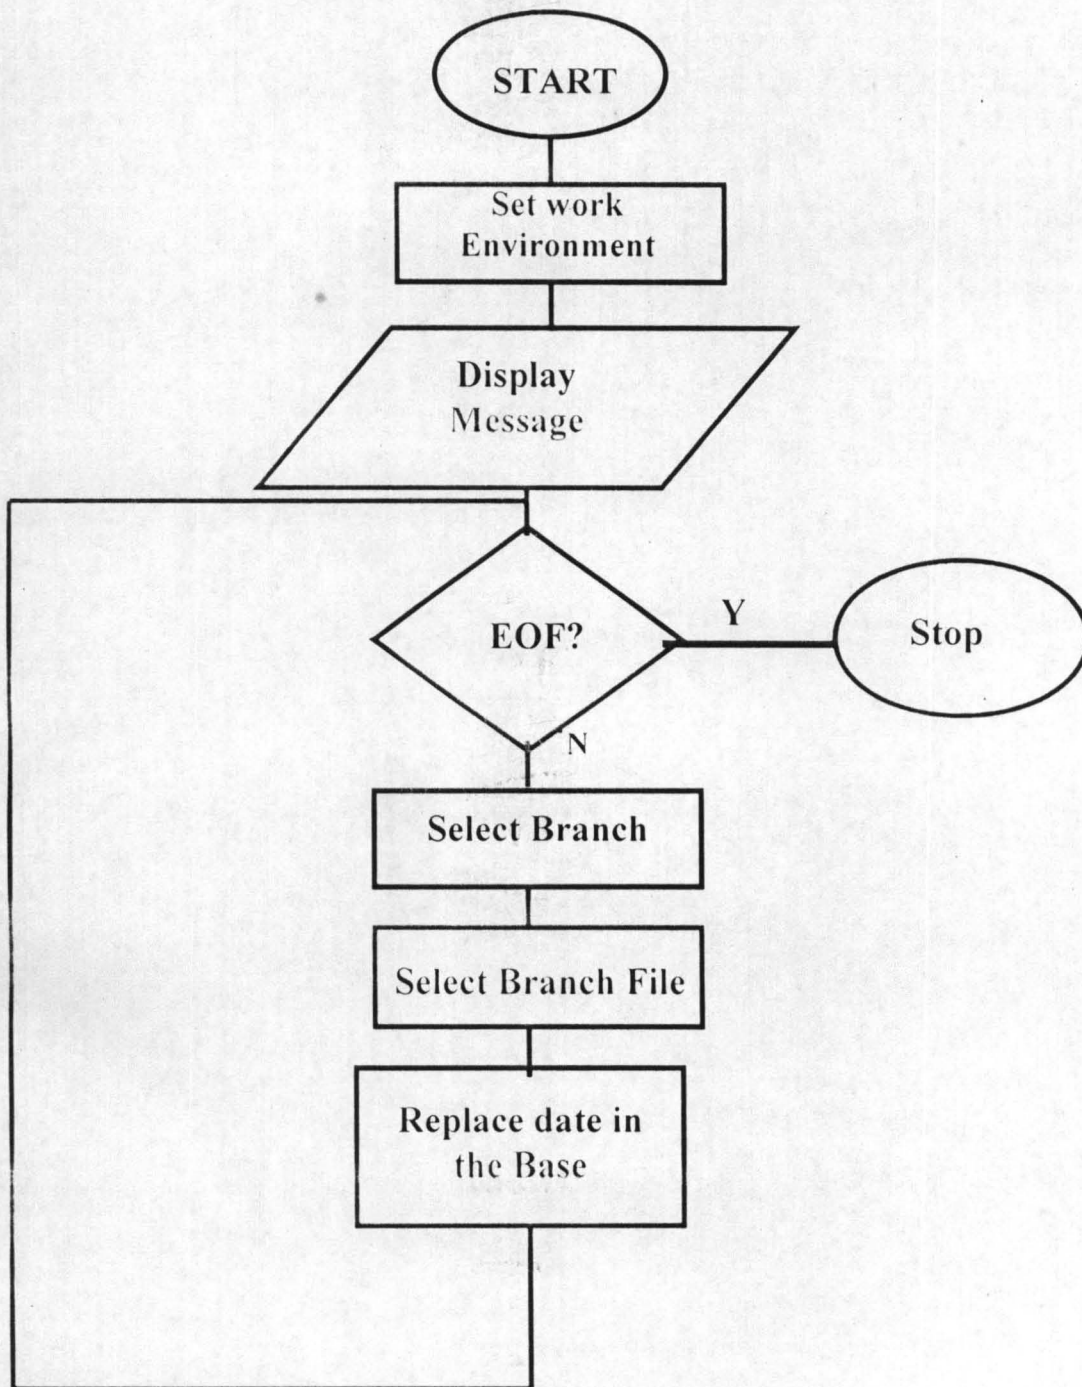 START
Set work
Environment
Display
Message
EOF?
Y
Stop
N
Select Branch
Select Branch File
Replace date in
the Base